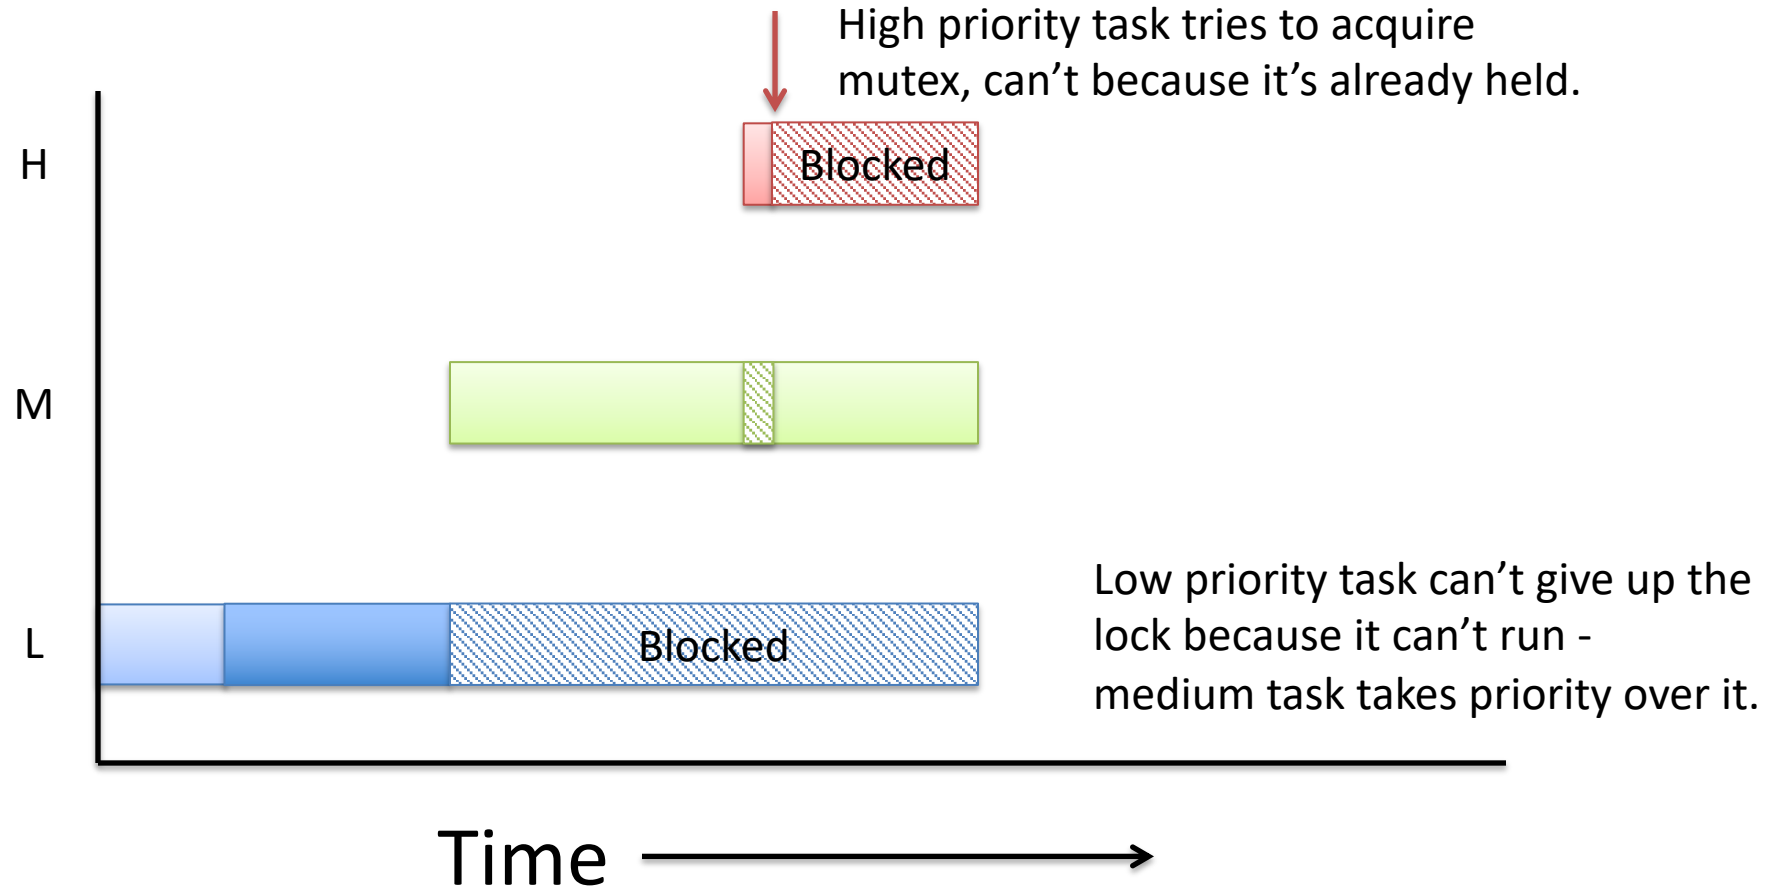 High priority task tries to acquire
mutex, can’t because it’s already held.
H
Blocked
M
L
Blocked
Low priority task can’t give up the
lock because it can’t run -
medium task takes priority over it.
Time